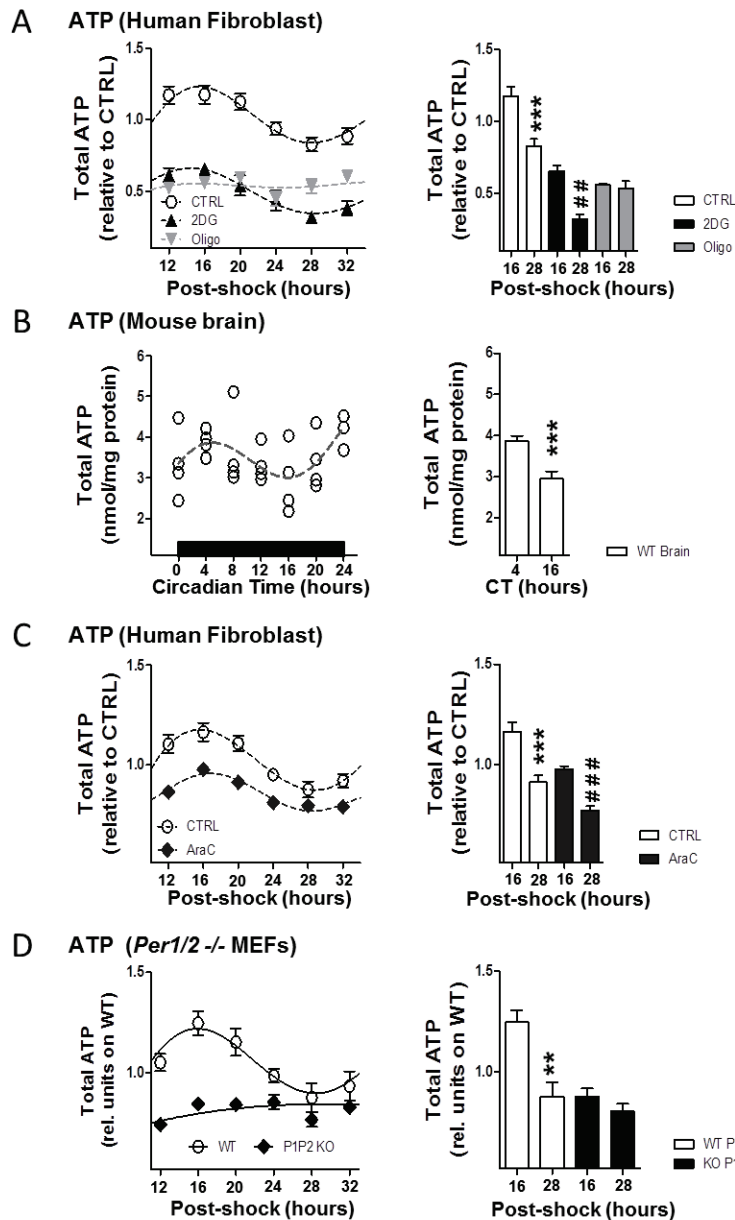 A ATP (Human Fibroblast)
Total ATP
(relative to CTRL)
1.5
1.0
0.5
CTRL
2DG
Oligo
12 16 20 24 28 32
Post-shock (hours)
Total ATP
(relative to CTRL)
1.5
1.0
0.5
***
##
CTRL
2DG
Oligo
16 28 16 28 16 28
Post-shock (hours)
B ATP (Mouse brain)
Total ATP
(nmol/mg protein)
6
5
4
3
2
0 4 8 12 16 20 24
Circadian Time (hours)
Total ATP
(nmol/mg protein)
6
5
4
3
2
***
WT Brain
4 16
CT (hours)
C ATP (Human Fibroblast)
Total ATP
(relative to CTRL)
1.5
1.0
CTRL
AraC
12 16 20 24 28 32
Post-shock (hours)
Total ATP
(relative to CTRL)
1.5
1.0
***
###
CTRL
AraC
16 28 16 28
Post-shock (hours)
D ATP (Per1/2 -/- MEFs)
Total ATP
(rel. units on WT)
1.5
1.0
WT P1P2 KO
12 16 20 24 28 32
Post-shock (hours)
Total ATP
(rel. units on WT)
1.5
1.0
**
WT P
KO P1
16 28 16 28
Post-shock (hours)